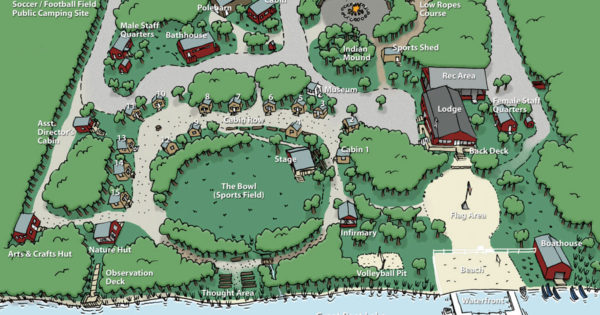 Soccer / Football Field
Public Camping Site
Polebarn
Cabin
Low Ropes
Course
Male Staff
Quarters
Bathhouse
Indian
Mound
Sports Shed
Museum
Rec Area
Lodge
Female Staff
Quarters
Asst.
Director's
Cabin
11
10
8
7
6
5
3
2
Cabin Row
13
Cabin 1
Stage
Back Deck
The Bowl
(Sports Field)
Flag Area
Infirmary
Boathouse
Arts & Crafts Hut
Nature Hut
Observation
Deck
Thought Area
Volleyball Pit
Beach
Waterfront